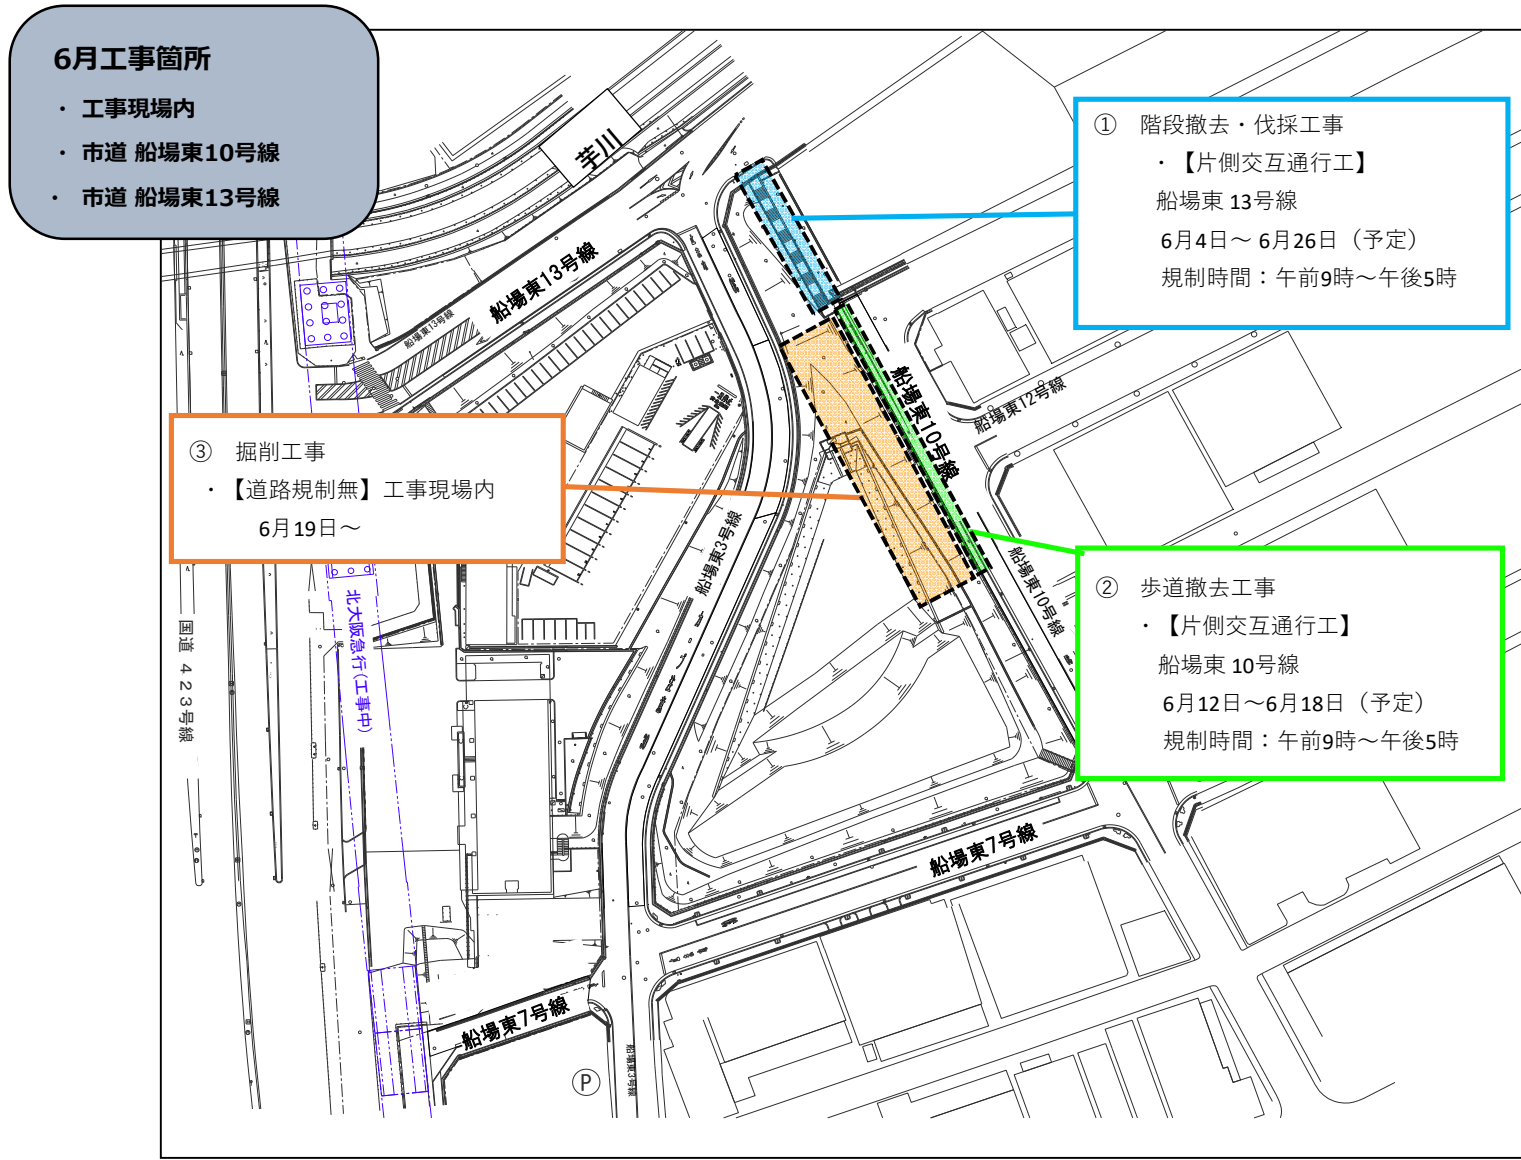 6月工事箇所
・ 工事現場内
・ 市道 船場東10号線
・ 市道 船場東13号線
① 階段撤去・伐採工事
・【片側交互通行工】
船場東 13号線
6月4日～ 6月26日（予定）
規制時間：午前9時～午後5時
芋川
船場東13号線
船場東13号線
船場東10号線
船場東12号線
③ 掘削工事
・【道路規制無】工事現場内
6月19日～
船場東3号線
船場東10号線
② 歩道撤去工事
・【片側交互通行工】
船場東 10号線
6月12日～6月18日（予定）
規制時間：午前9時～午後5時
国道 423号線
北大阪急行(工事中)
船場東7号線
船場東7号線
船場東3号線
P